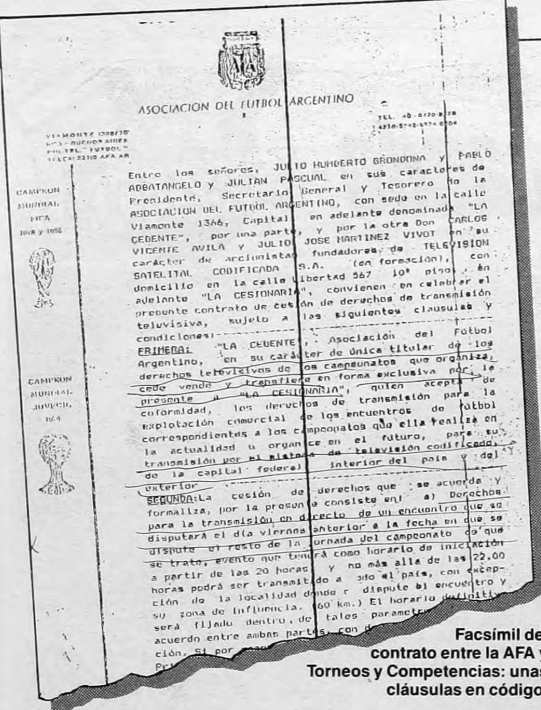 ASOCIACION DEL FUTBOL ARGENTINO
Entre los señores, JULIO HUMBERTO GRONDONA y PABLO
ABBATANGELO y JULIAN PASCUAL en sus caracteres de
Presidente, Secretario General y Tesorero de la
ASOCIACION DEL FUTBOL ARGENTINO, con sede en la calle
Viamonte 1366, Capital en adelante denominada "LA
CEDENTE", por una parte, y por la otra Don CARLOS
VICENTE AVILA y JULIO JOSE MARTINEZ VIVOT en su
carácter de accionistas fundadores de TELEVISION
SATELITAL CODIFICADA S.A. (en formación), con
domicilio en la calle Libertad 567 10º piso, en
adelante "LA CESIONARIA", convienen en celebrar el
presente contrato de cesión de derechos de transmisión
televisiva, sujeto a las siguientes clausulas y
condiciones:
PRIMERA: "LA CEDENTE", Asociación del Fútbol
Argentino, en su carácter de única titular de los
derechos televisivos de los campeonatos que organiza,
cede vende y transfiere en forma exclusiva por la
presente a "LA CESIONARIA", quien acepta de
conformidad, los derechos de transmisión para la
explotación comercial de los encuentros de fútbol
correspondientes a los campeonatos que ella realiza en
la actualidad u organice en el futuro, para su
transmisión por el sistema de televisión codificada,
de la capital federal interior del país y del
exterior
SEGUNDA: La cesión de derechos que se acuerda y
formaliza, por la presente consiste en: a) Derechos
para la transmisión en directo de un encuentro que se
disputará el día viernes anterior a la fecha en que se
dispute el resto de la jornada del campeonato de que
se trate, evento que tendrá como horario de iniciación
a partir de las 20 horas y no más allá de las 22,00
horas podrá ser transmitido a todo el país, con excep-
ción de la localidad donde se dispute el encuentro y
su zona de influencia. (60 km.) El horario definitivo
será fijado dentro de tales parametros
acuerdo entre ambas partes, con
ción. Si por
CAMPEON
MUNDIAL
FIFA
1978 y 1986
CAMPEON
MUNDIAL
JUVENIL
Facsímil del
contrato entre la AFA y
Torneos y Competencias: unas
cláusulas en código